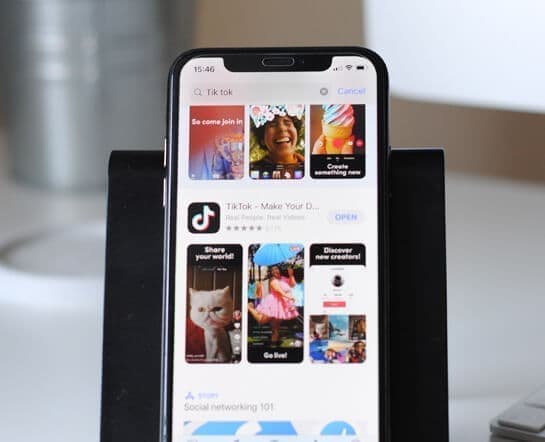 15:46
Tik tok
Cancel
So come join in
Create
something new
TikTok - Make Your D...
Real People. Real Videos.
OPEN
Share
your world!
Go live!
Discover
new creators!
STORY
Social networking 101